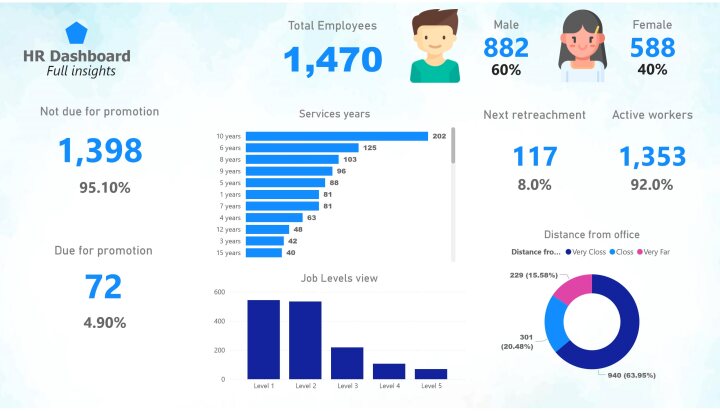 HR Dashboard
Full insights
Total Employees
1,470
Male
882
60%
Female
588
40%
Not due for promotion
1,398
95.10%
Due for promotion
72
4.90%
Services years
10 years 202
6 years 125
8 years 103
9 years 96
5 years 88
1 years 81
7 years 81
4 years 63
12 years 48
3 years 42
15 years 40
Job Levels view
600
400
200
0
Level 1 Level 2 Level 3 Level 4 Level 5
Next retreachment
117
8.0%
Active workers
1,353
92.0%
Distance from office
Distance fro... Very Closs Closs Very Far
229 (15.58%)
301
(20.48%)
940 (63.95%)